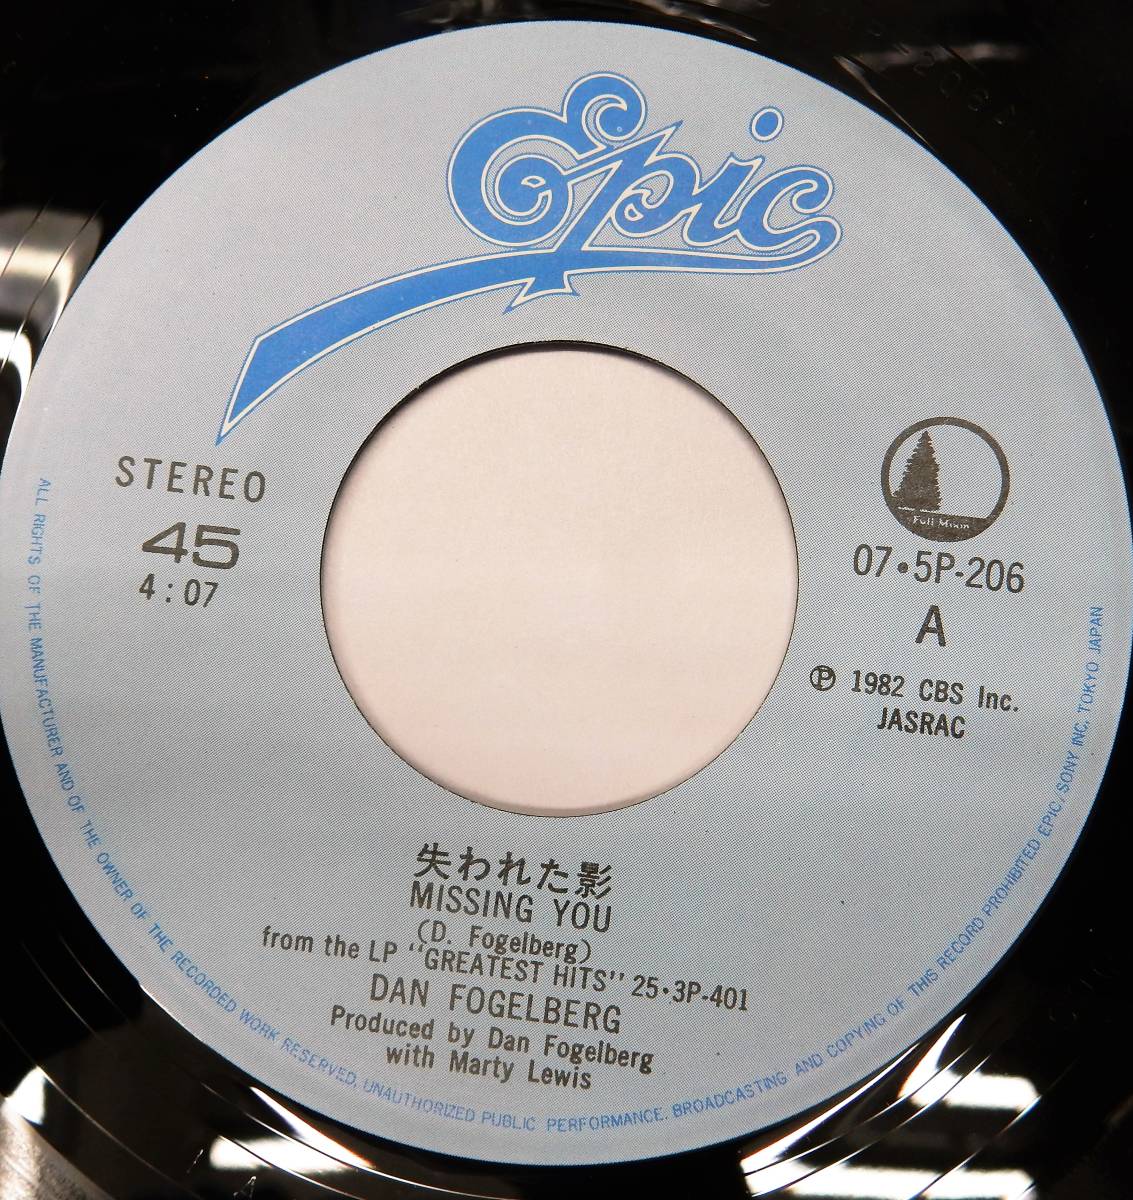 Epic
STEREO
45
4:07
Full Moon
07•5P-206
A
Ⓟ 1982 CBS Inc.
JASRAC
失われた影
MISSING YOU
(D. Fogelberg)
from the LP "GREATEST HITS" 25•3P-401
DAN FOGELBERG
Produced by Dan Fogelberg
with Marty Lewis
ALL RIGHTS OF THE MANUFACTURER AND OF THE OWNER OF THE RECORDED WORK RESERVED. UNAUTHORIZED PUBLIC PERFORMANCE. BROADCASTING AND COPYING OF THIS RECORD PROHIBITED EPIC/SONY INC. TOKYO JAPAN